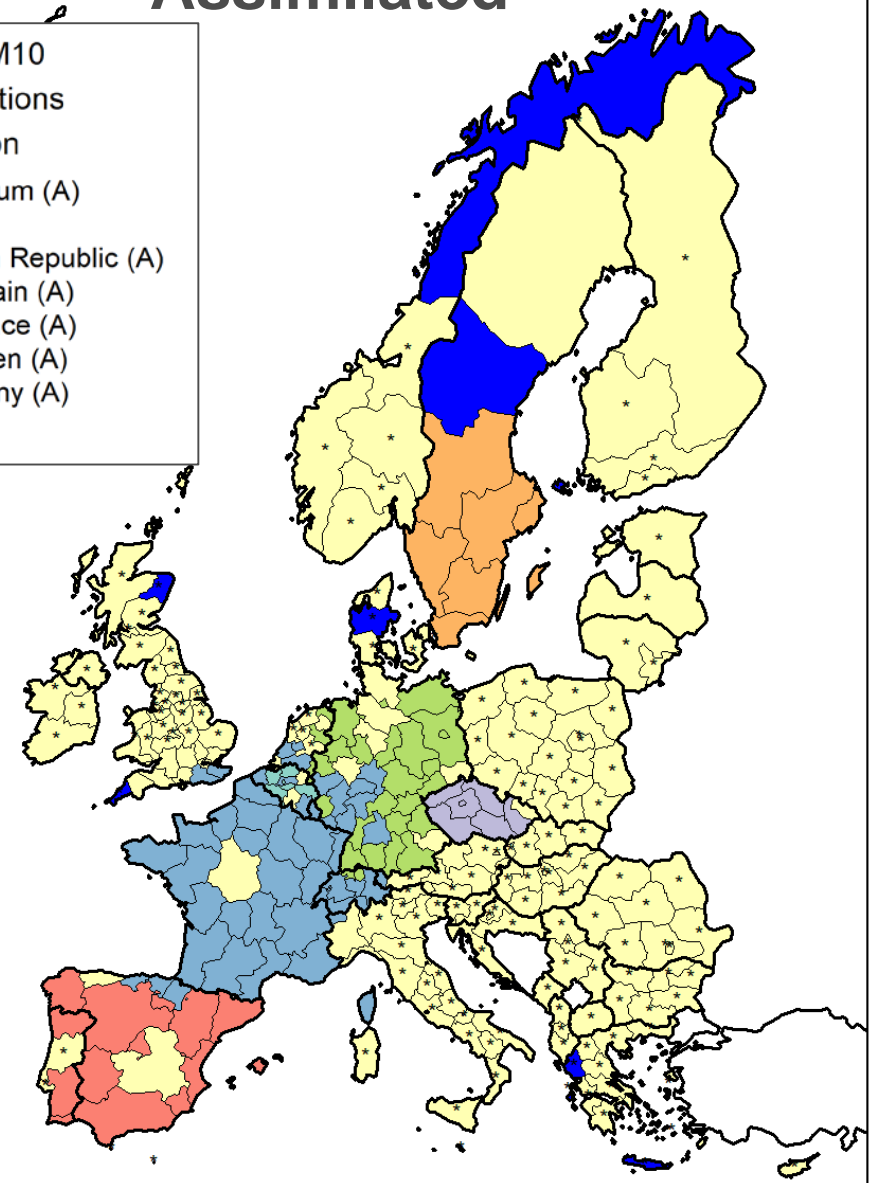 Assimilated
M10
tions
on
um (A)
Republic (A)
ain (A)
ce (A)
en (A)
ny (A)